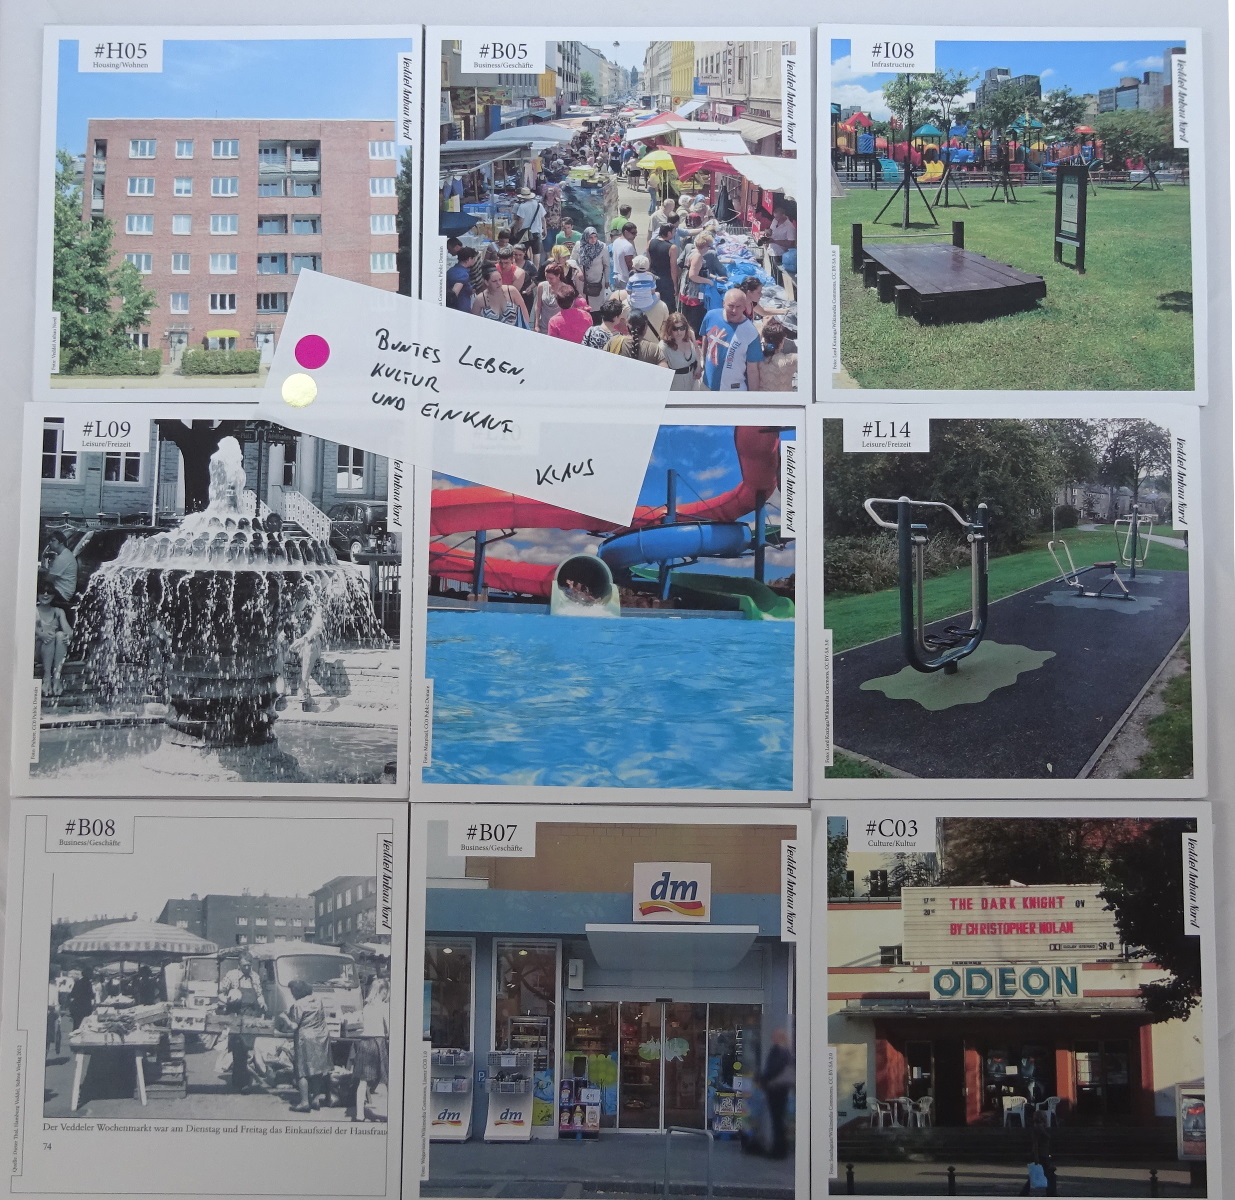 #H05
Housing/Wohnen
Veddel Anbau Nord
#B05
Business/Geschäfte
Veddel Anbau Nord
#I08
Infrastructure
Veddel Anbau Nord
BUNTES LEBEN,
KULTUR
UND EINKAUF
KLAUS
#L09
Leisure/Freizeit
Veddel Anbau Nord
Veddel Anbau Nord
#L14
Leisure/Freizeit
Veddel Anbau Nord
#B08
Business/Geschäfte
Veddel Anbau Nord
Der Veddeler Wochenmarkt war am Dienstag und Freitag das Einkaufsziel der Hausfrau
74
#B07
Business/Geschäfte
Veddel Anbau Nord
dm
dm
dm
#C03
Culture/Kultur
Veddel Anbau Nord
THE DARK KNIGHT OV
BY CHRISTOPHER NOLAN
ODEON